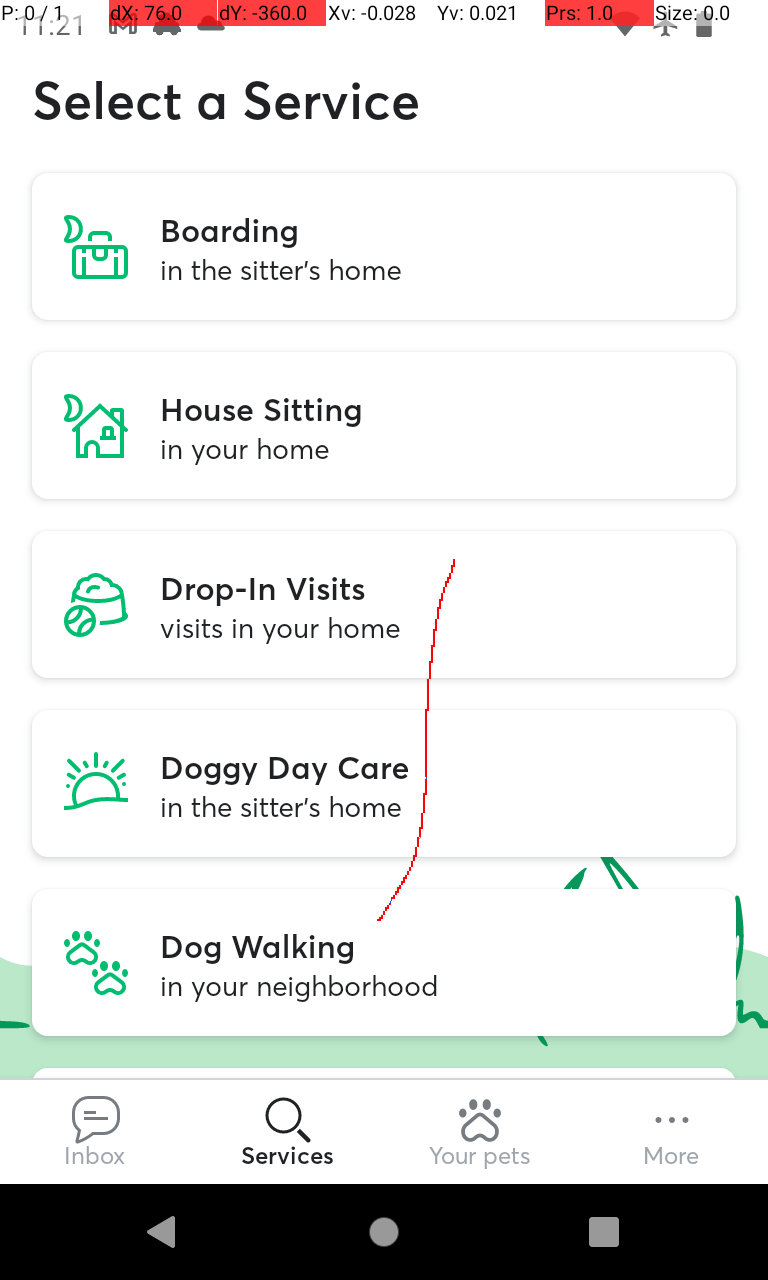 P: 0 / 1 dX: 76.0 dY: -360.0 Xv: -0.028 Yv: 0.021 Prs: 1.0 Size: 0.0
11:21
Select a Service
Boarding
in the sitter's home
House Sitting
in your home
Drop-In Visits
visits in your home
Doggy Day Care
in the sitter's home
Dog Walking
in your neighborhood
Inbox Services Your pets More